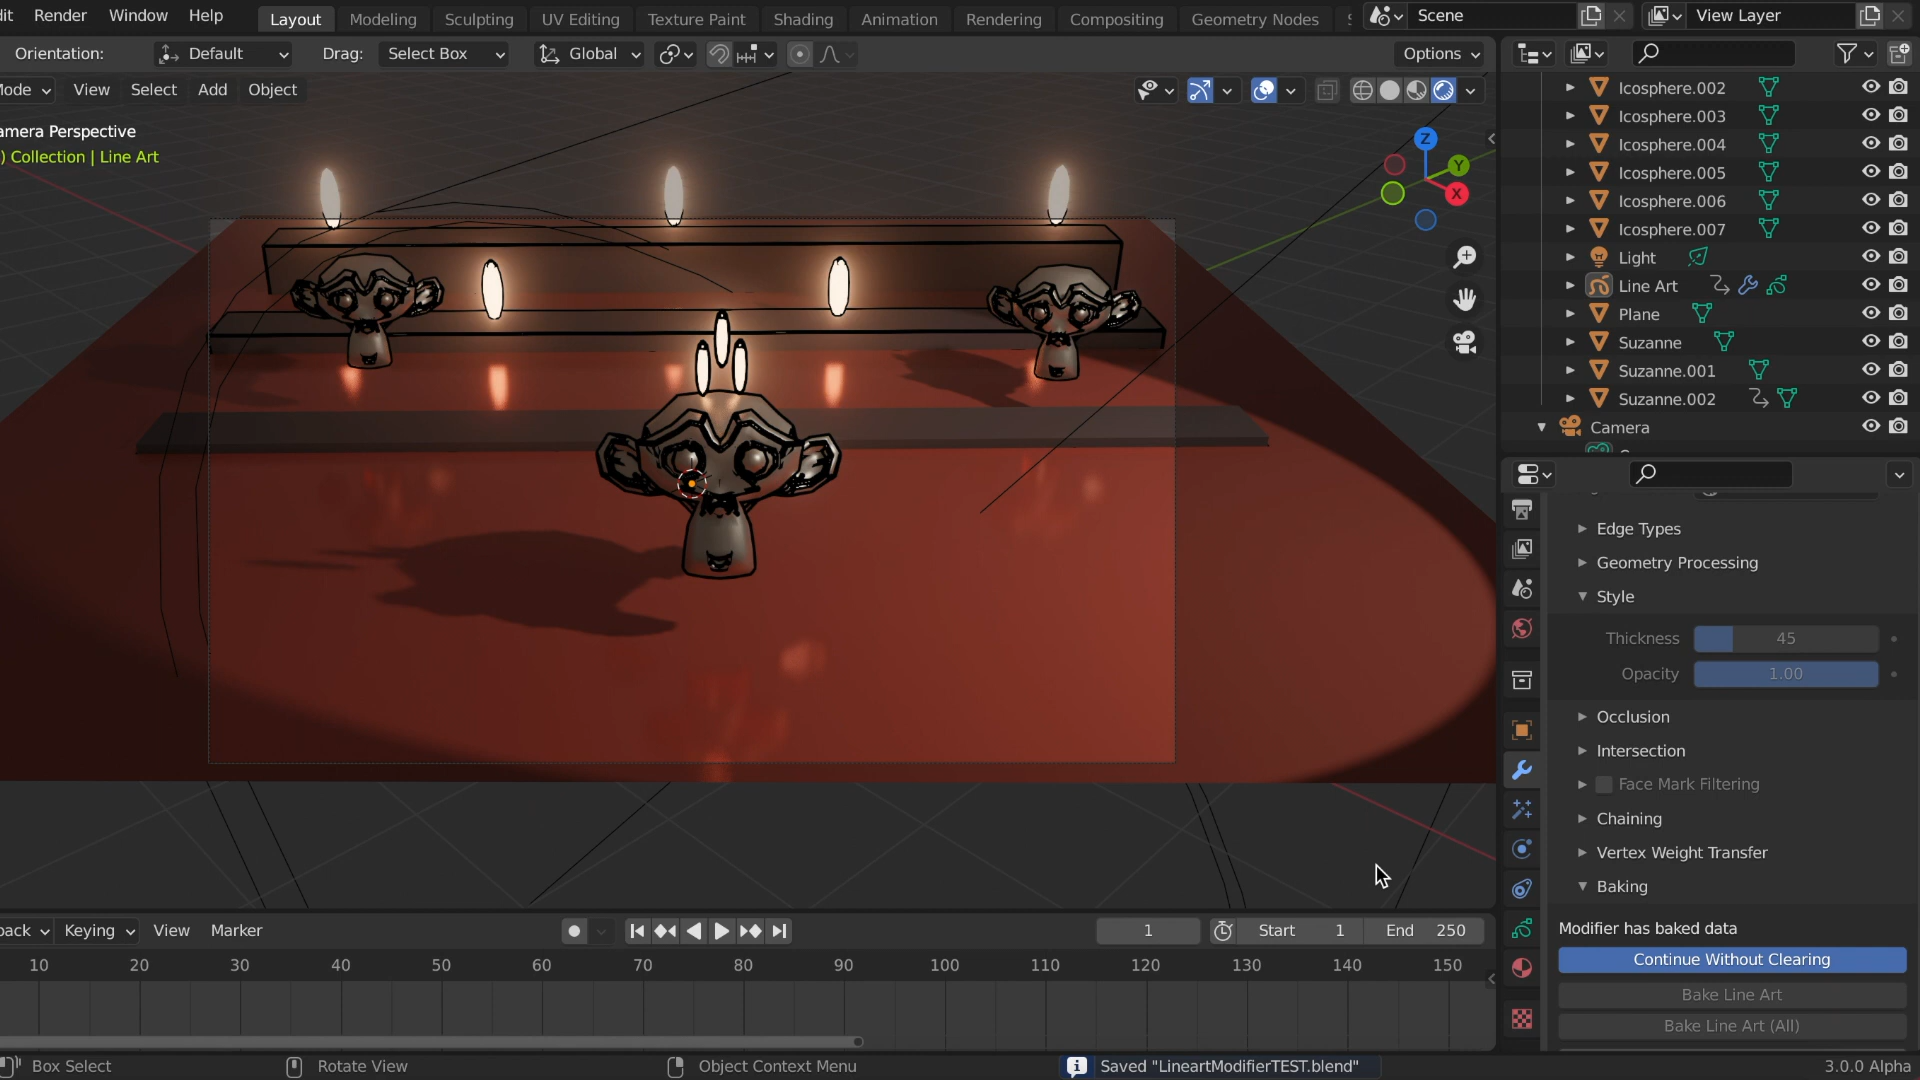 dit Render Window Help Layout Modeling Sculpting UV Editing Texture Paint Shading Animation Rendering Compositing Geometry Nodes Scene View Layer
Orientation: Default Drag: Select Box Global Options
Mode View Select Add Object
amera Perspective
) Collection | Line Art
Z
Y
X
Icosphere.002
Icosphere.003
Icosphere.004
Icosphere.005
Icosphere.006
Icosphere.007
Light
Line Art
Plane
Suzanne
Suzanne.001
Suzanne.002
Camera
Edge Types
Geometry Processing
Style
Thickness 45
Opacity 1.00
Occlusion
Intersection
Face Mark Filtering
Chaining
Vertex Weight Transfer
Baking
Modifier has baked data
Continue Without Clearing
Bake Line Art
Bake Line Art (All)
back Keying View Marker 1 Start 1 End 250
10 20 30 40 50 60 70 80 90 100 110 120 130 140 150
Box Select Rotate View Object Context Menu Saved "LineartModifierTEST.blend" 3.0.0 Alpha